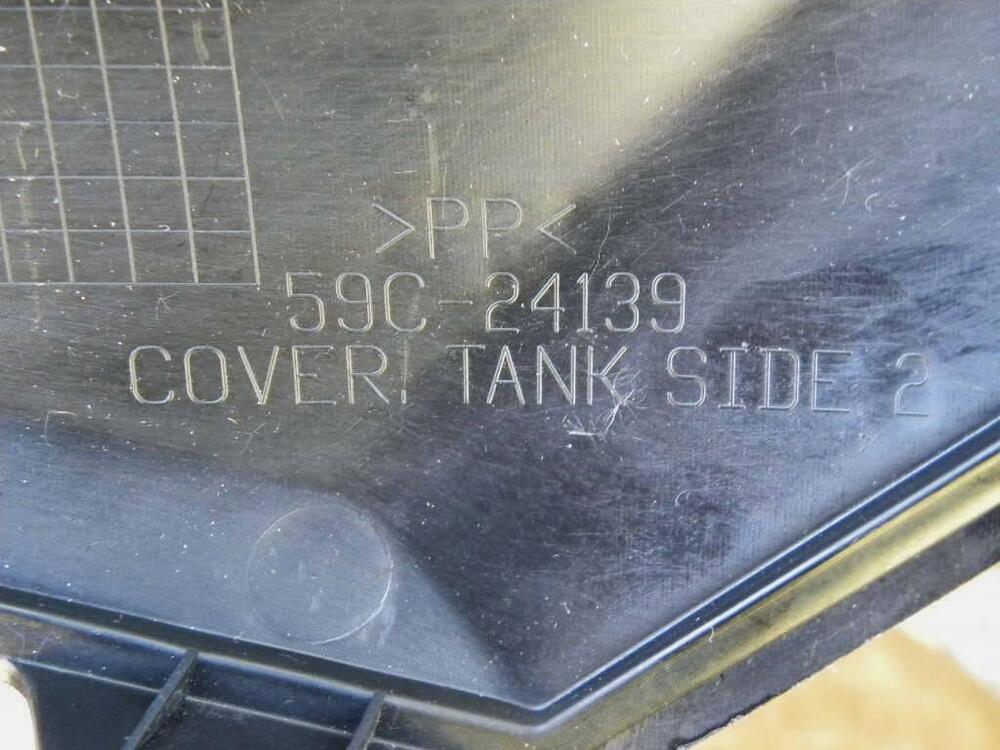 >PP<
59C-24139
COVER. TANK SIDE 2